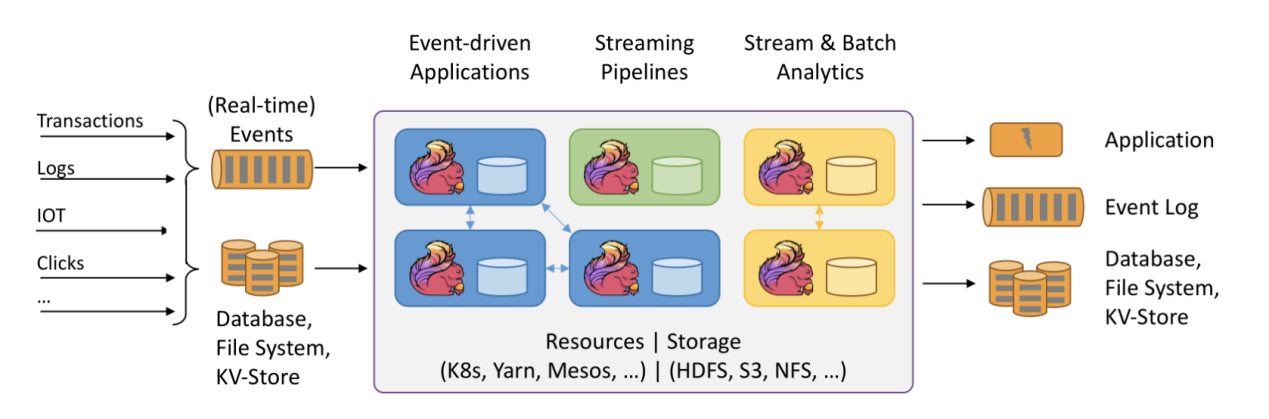 Event-driven
Applications
Streaming
Pipelines
Stream & Batch
Analytics
Transactions
Logs
IOT
Clicks
...
(Real-time)
Events
Database,
File System,
KV-Store
Resources | Storage
(K8s, Yarn, Mesos, ...) | (HDFS, S3, NFS, ...)
Application
Event Log
Database,
File System,
KV-Store